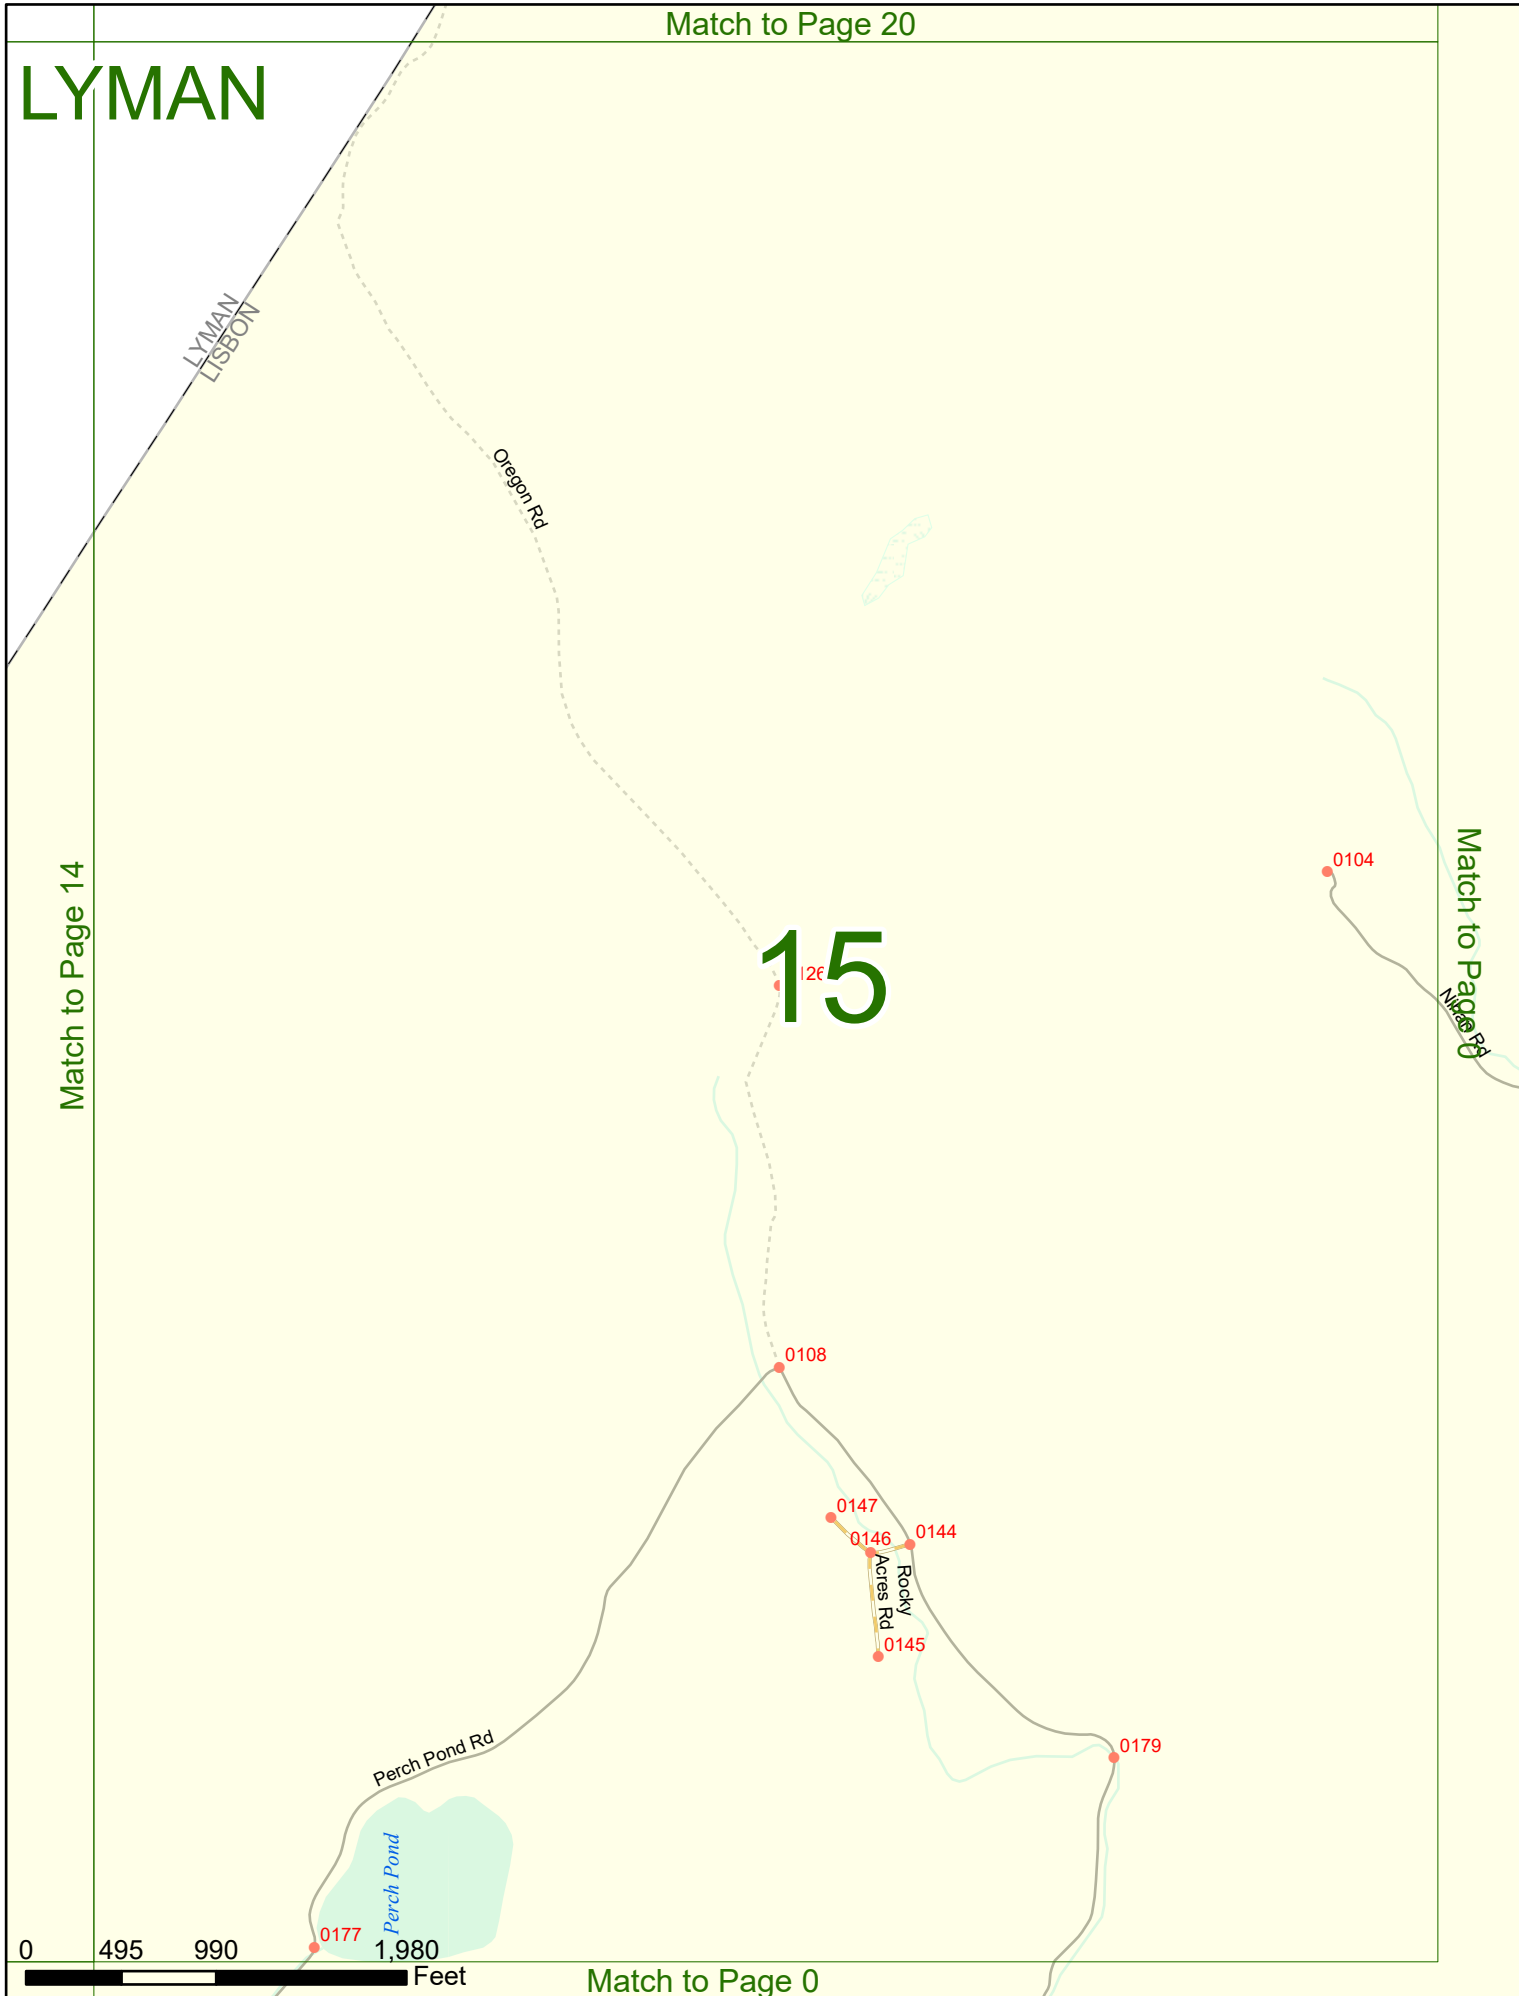 Match to Page 20
LYMAN
LYMAN
LISBON
Oregon Rd
Match to Page 14
Match to Page 0
0104
15
0108
0147
0146
0144
Rocky
Acres Rd
0145
0179
Perch Pond Rd
Perch Pond
0177
0 495 990 1,980
Feet
Match to Page 0